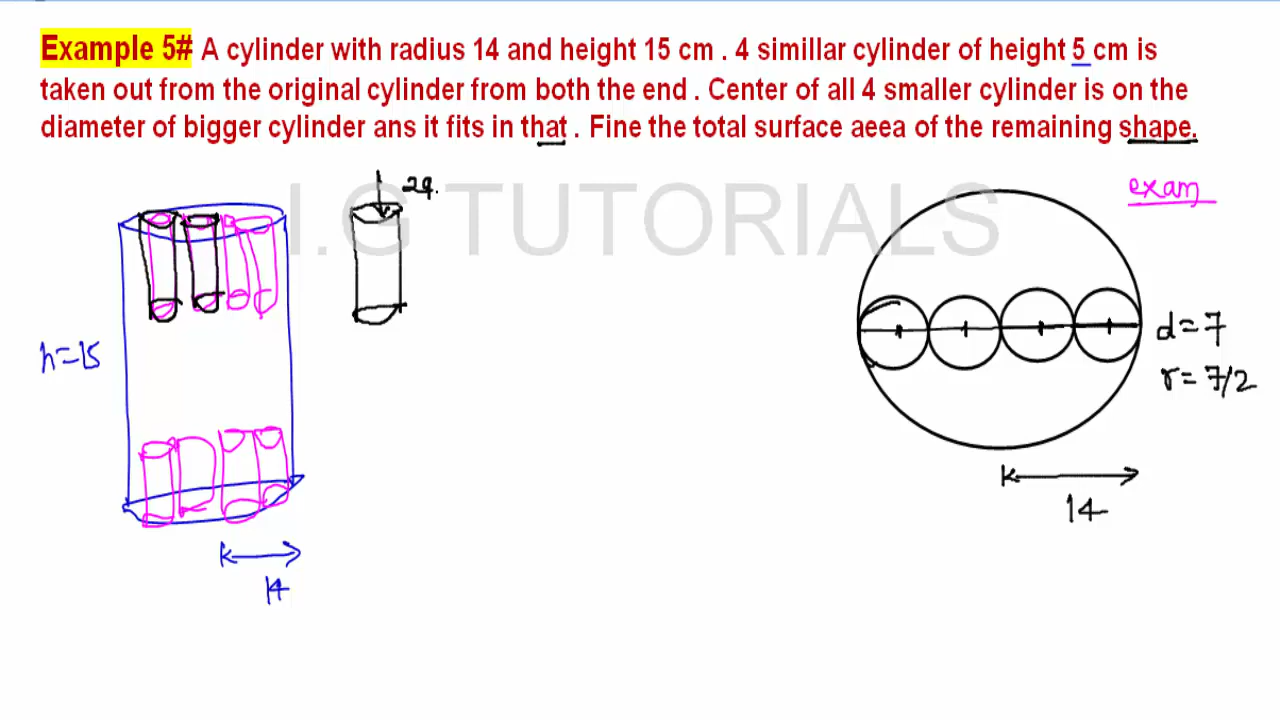 Example 5# A cylinder with radius 14 and height 15 cm . 4 simillar cylinder of height 5 cm is
taken out from the original cylinder from both the end . Center of all 4 smaller cylinder is on the
diameter of bigger cylinder ans it fits in that . Fine the total surface aeea of the remaining shape.
I.G TUTORIALS
exam
d=7
h=15
r=7/2
14
14